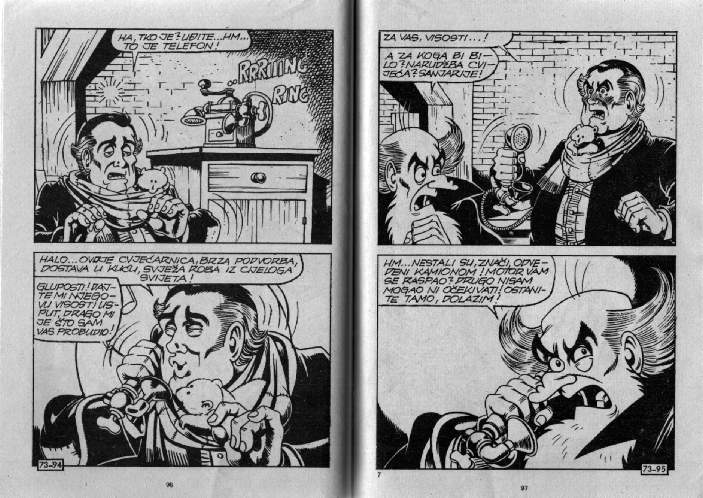 HA, TKO JE? UĐITE...HM...
TO JE TELEFON!
...RRRIIING
RING
HALO...OVDJE CVJEĆARNICA, BRZA PODVORBA,
DOSTAVA U KUĆU, SVJEŽA ROBA IZ CIJELOGA
SVIJETA!
GLUPOSTI! DAJ-
TE MI NJEGO-
VU VISOST! US-
PUT, DRAGO MI
JE ŠTO SAM
VAS PROBUDIO!
73-94
96
ZA VAS, VISOSTI...!
A ZA KOGA BI BI-
LO? NARUDŽBA CVI-
JEĆA? SANJARIJE!
HM...NESTALI SU, ZNAČI, ODVE-
DENI KAMIONOM! MOTOR VAM
SE RASPAO? DRUGO NISAM
MOGAO NI OČEKIVATI! OSTANI-
TE TAMO, DOLAZIM!
73-95
7
97